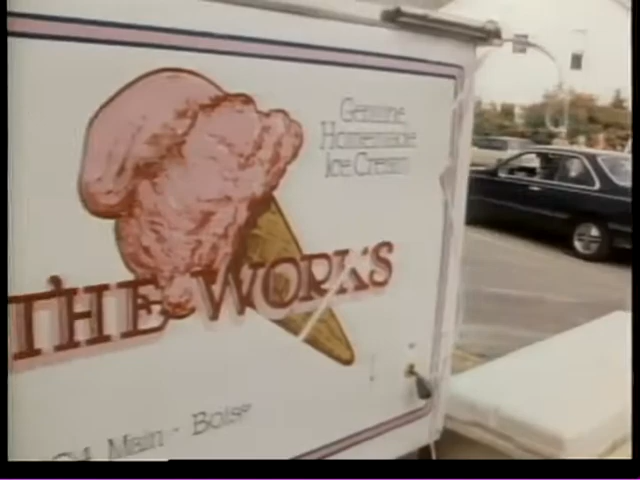 Genuine
Homemade
Ice Cream
THE WORKS
Main - Boise